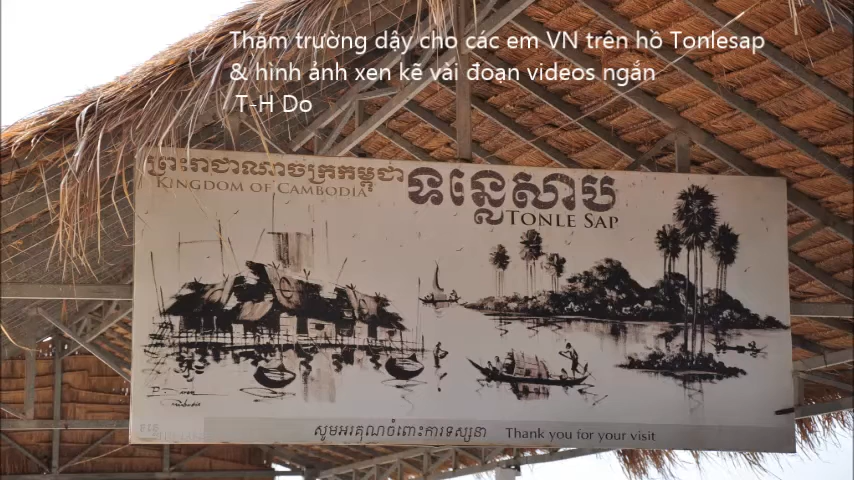 Thăm trường dậy cho các em VN trên hồ Tonlesap
& hình ảnh xen kẽ vài đoạn videos ngắn
T-H Do
ព្រះរាជាណាចក្រកម្ពុជា
KINGDOM OF CAMBODIA
ទន្លេសាប
TONLE SAP
សូមអរគុណចំពោះការទស្សនា Thank you for your visit